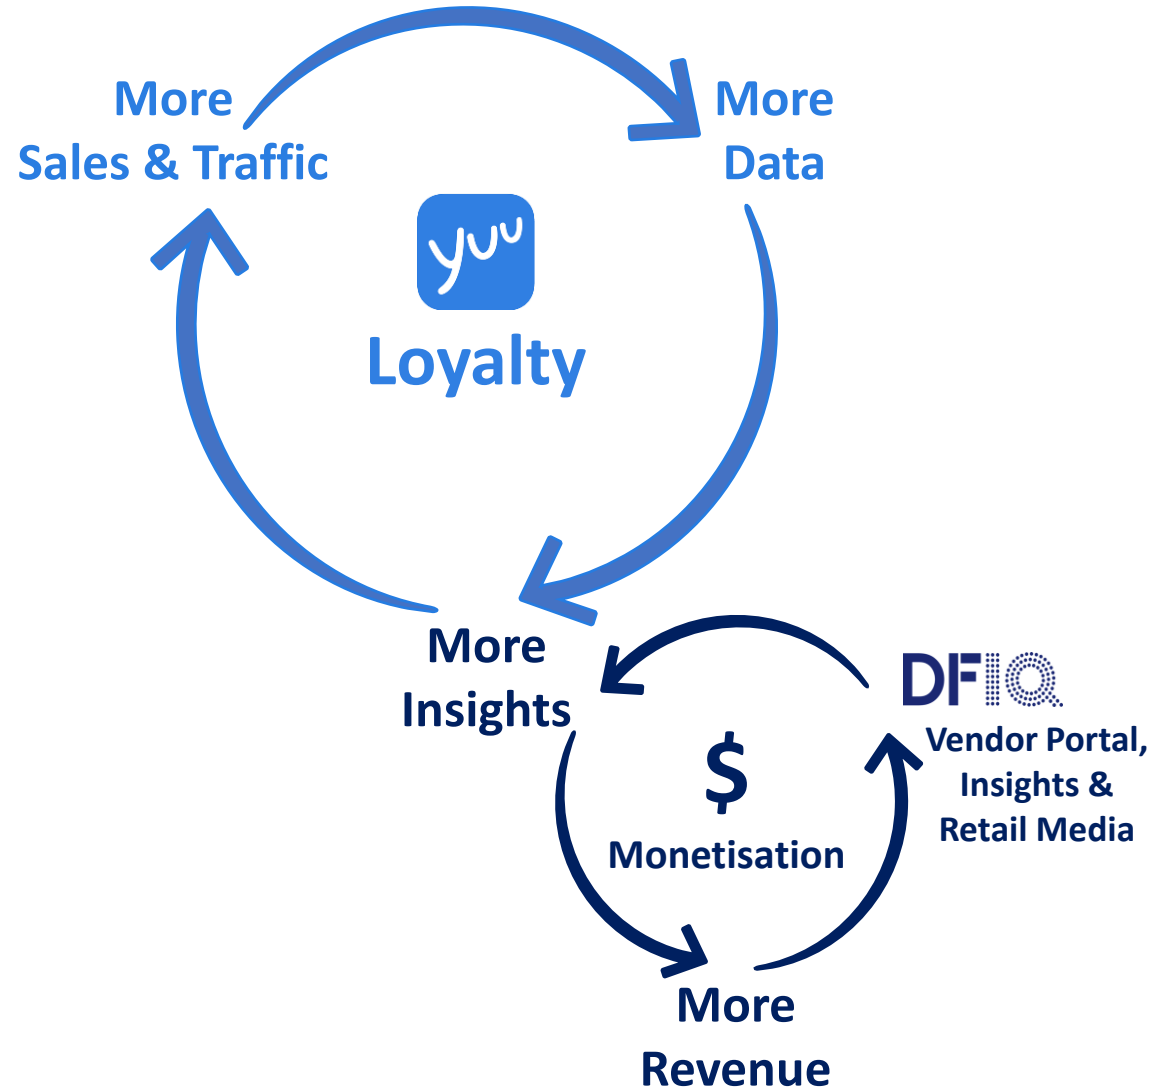 More
Sales & Traffic
More
Data
yuu
Loyalty
More
Insights
DFIQ
Vendor Portal,
Insights &
Retail Media
$
Monetisation
More
Revenue